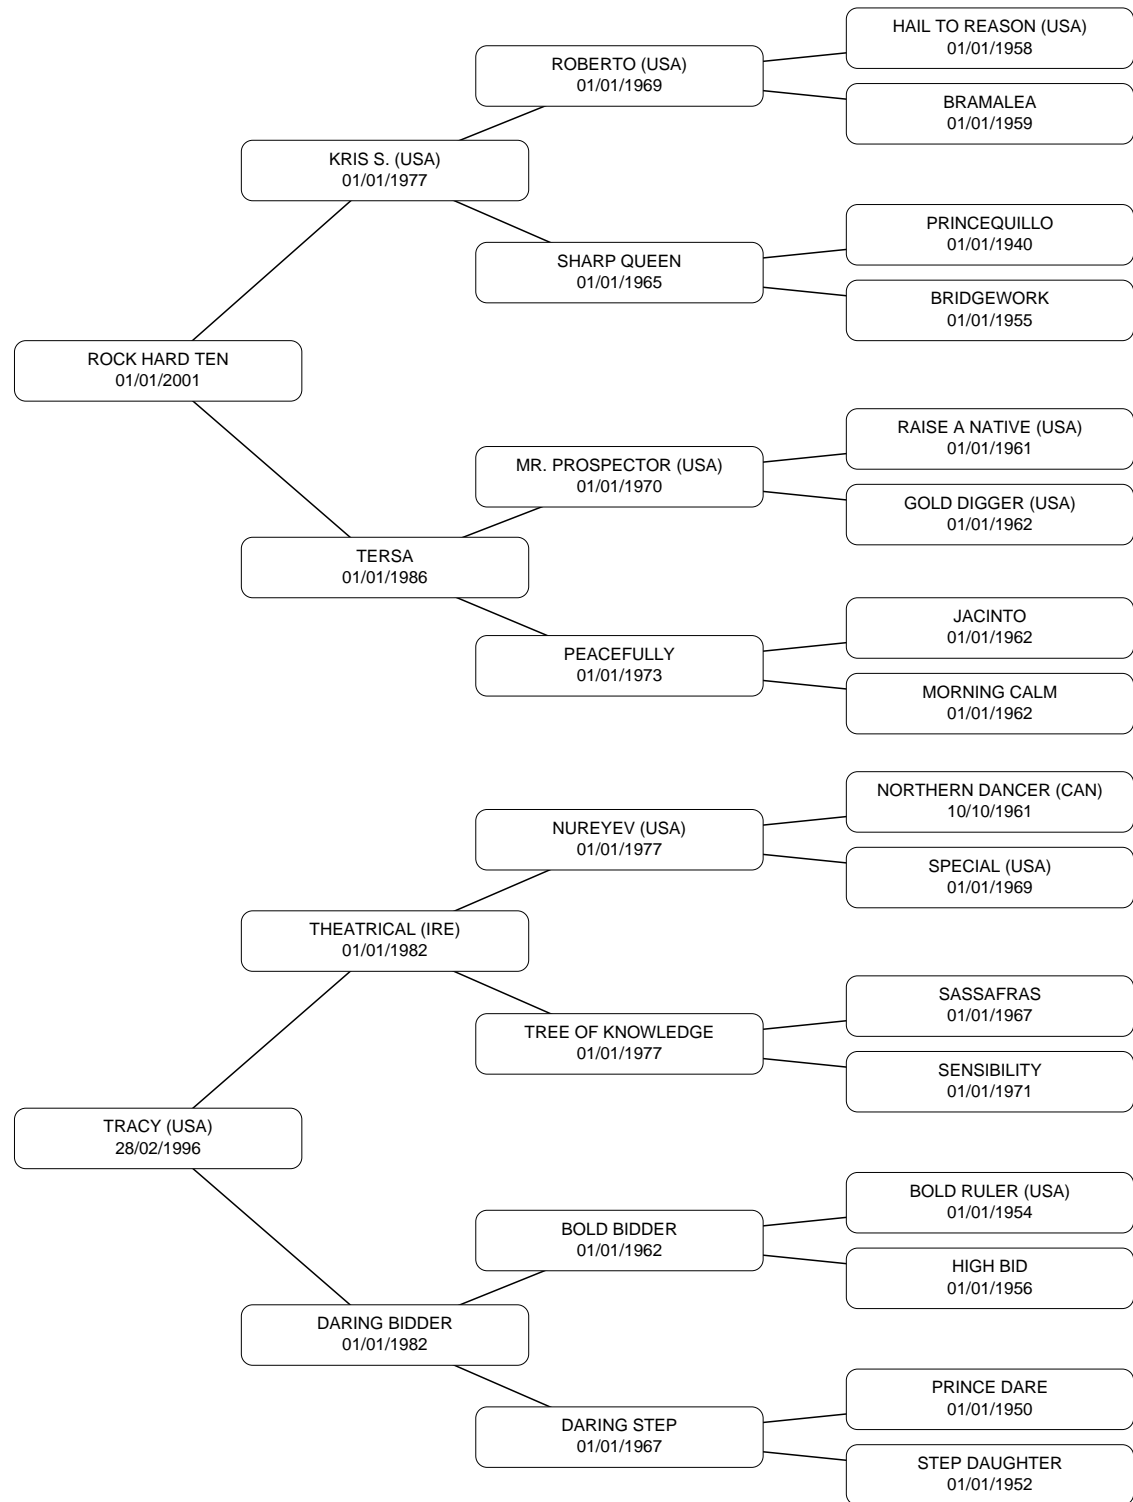 HAIL TO REASON (USA)
01/01/1958
ROBERTO (USA)
01/01/1969
BRAMALEA
01/01/1959
KRIS S. (USA)
01/01/1977
PRINCEQUILLO
01/01/1940
SHARP QUEEN
01/01/1965
BRIDGEWORK
01/01/1955
ROCK HARD TEN
01/01/2001
RAISE A NATIVE (USA)
01/01/1961
MR. PROSPECTOR (USA)
01/01/1970
GOLD DIGGER (USA)
01/01/1962
TERSA
01/01/1986
JACINTO
01/01/1962
PEACEFULLY
01/01/1973
MORNING CALM
01/01/1962
NORTHERN DANCER (CAN)
10/10/1961
NUREYEV (USA)
01/01/1977
SPECIAL (USA)
01/01/1969
THEATRICAL (IRE)
01/01/1982
SASSAFRAS
01/01/1967
TREE OF KNOWLEDGE
01/01/1977
SENSIBILITY
01/01/1971
TRACY (USA)
28/02/1996
BOLD RULER (USA)
01/01/1954
BOLD BIDDER
01/01/1962
HIGH BID
01/01/1956
DARING BIDDER
01/01/1982
PRINCE DARE
01/01/1950
DARING STEP
01/01/1967
STEP DAUGHTER
01/01/1952